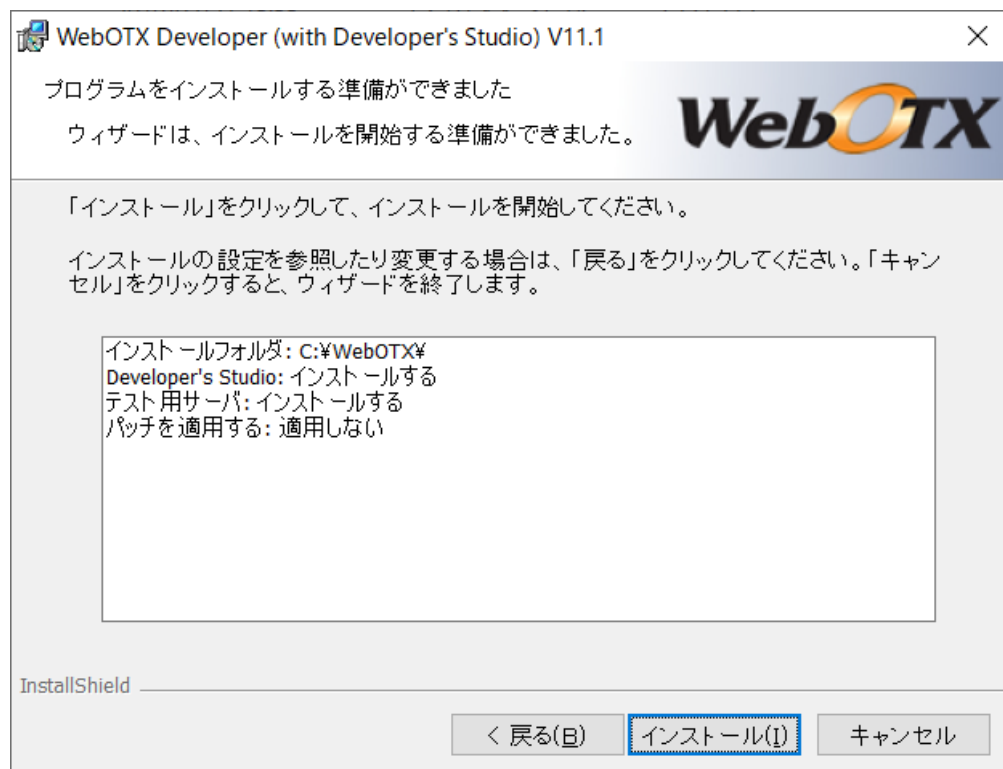 WebOTX Developer (with Developer's Studio) V11.1
プログラムをインストールする準備ができました
ウィザードは、インストールを開始する準備ができました。
WebOTX
「インストール」をクリックして、インストールを開始してください。
インストールの設定を参照したり変更する場合は、「戻る」をクリックしてください。「キャン
セル」をクリックすると、ウィザードを終了します。
インストールフォルダ: C:¥WebOTX¥
Developer's Studio: インストールする
テスト用サーバ: インストールする
パッチを適用する: 適用しない
InstallShield
< 戻る(B)
インストール(I)
キャンセル